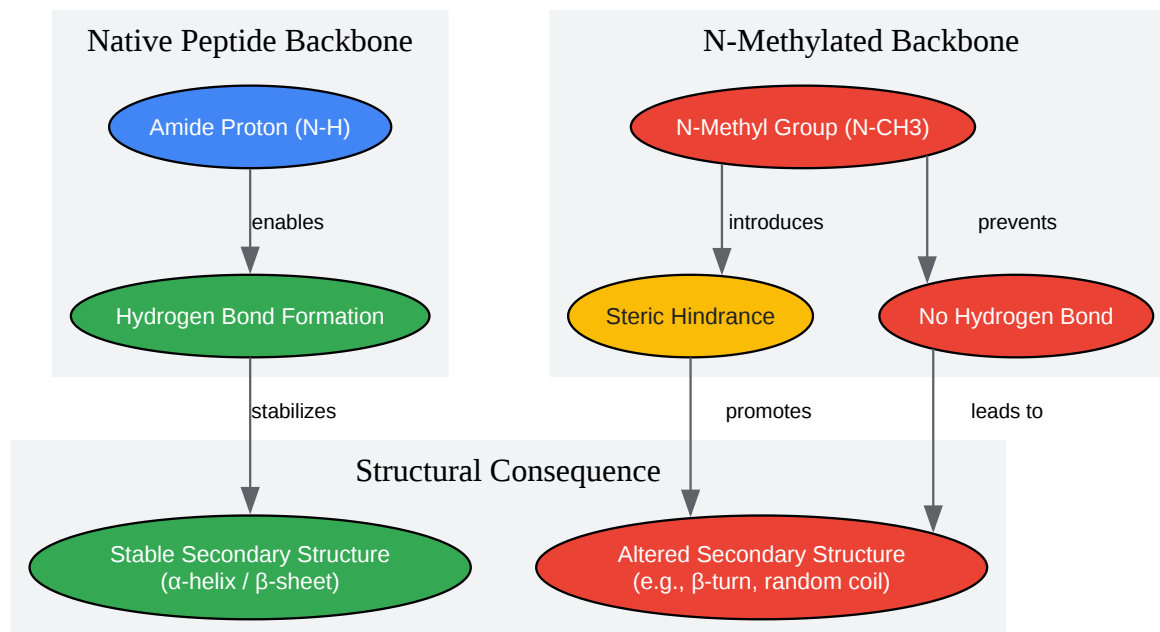 Native Peptide Backbone
N-Methylated Backbone
Amide Proton (N-H)
N-Methyl Group (N-CH3)
enables
introduces
prevents
Hydrogen Bond Formation
Steric Hindrance
No Hydrogen Bond
stabilizes
promotes
leads to
Structural Consequence
Stable Secondary Structure
(α-helix / β-sheet)
Altered Secondary Structure
(e.g., β-turn, random coil)